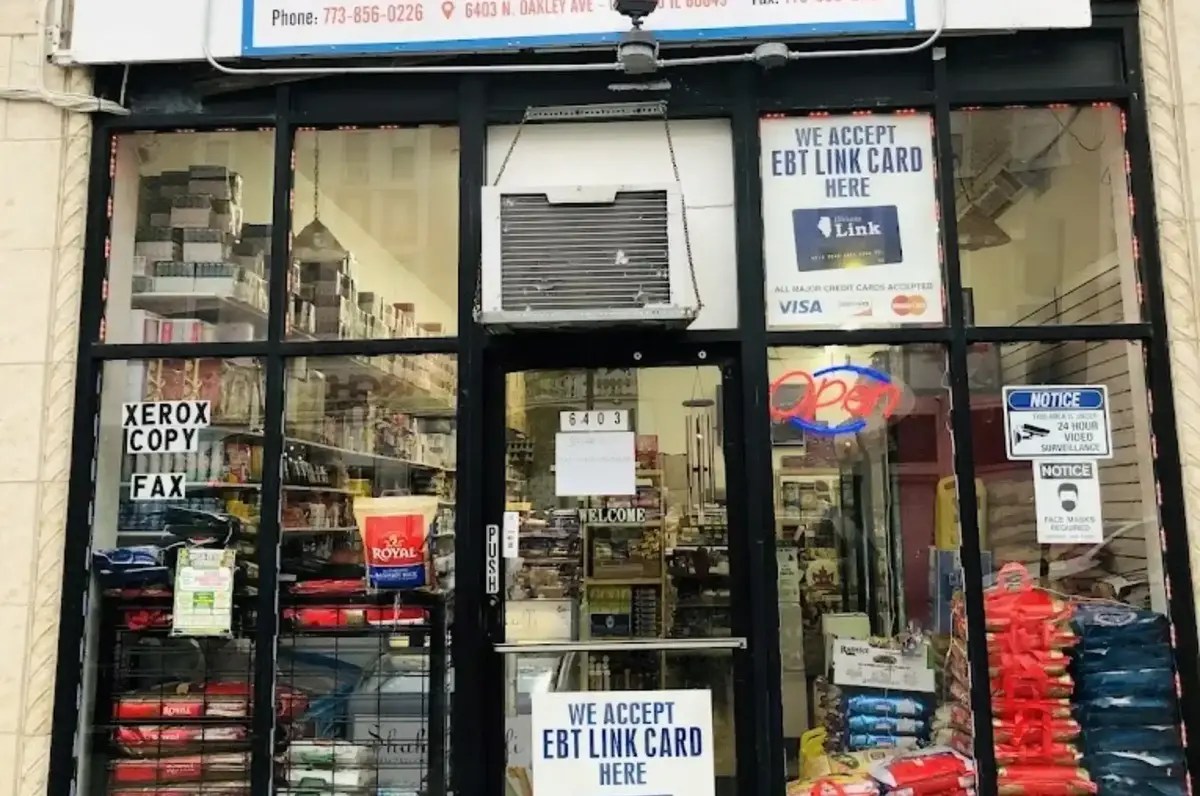 Phone: 773-856-0226 6403 N. OAKLEY AVE -
WE ACCEPT
EBT LINK CARD
HERE
Illinois
Link
ALL MAJOR CREDIT CARDS ACCEPTED
VISA
XEROX
COPY
FAX
6403
Open
WELCOME
PUSH
ROYAL
NOTICE
24 HOUR
VIDEO
SURVEILLANCE
NOTICE
FACE MASKS
REQUIRED
ROYAL
WE ACCEPT
EBT LINK CARD
HERE